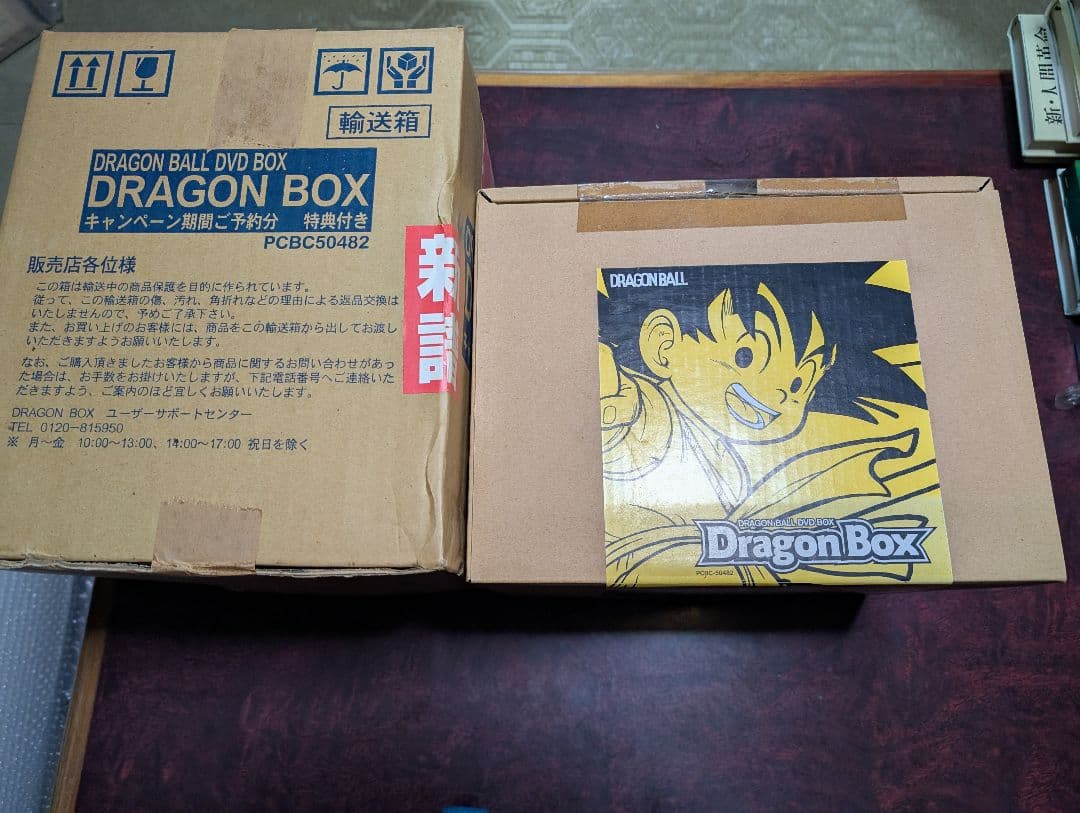 輸送箱
DRAGON BALL DVD BOX
DRAGON BOX
キャンペーン期間ご予約分 特典付き
PCBC50482
販売店各位様
この箱は輸送中の商品保護を目的に作られています。
従って、この輸送箱の傷、汚れ、角折れなどの理由による返品交換は
いたしませんので、予めご了承下さい。
また、お買い上げのお客様には、商品をこの輸送箱から出してお渡し
いただきますようお願いいたします。
なお、ご購入頂きましたお客様から商品に関するお問い合わせがあっ
た場合は、お手数をお掛けいたしますが、下記電話番号へご連絡いた
だきますよう、ご案内のほど宜しくお願いいたします。
DRAGON BOX ユーザーサポートセンター
TEL 0120-815950
※ 月～金 10:00～13:00、14:00～17:00 祝日を除く
DRAGON BALL
DRAGON BALL DVD BOX
Dragon Box
PCBC-50482
新・人間革命